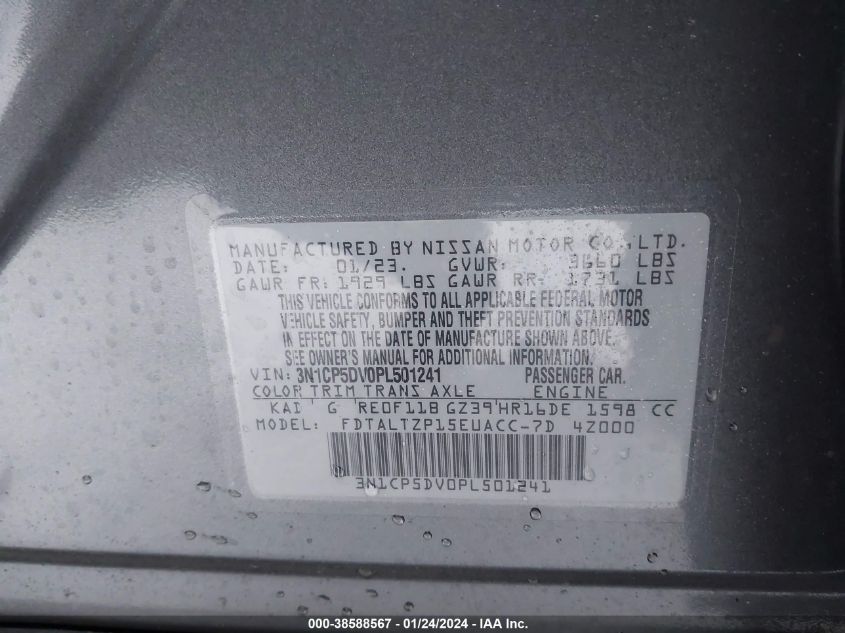 MANUFACTURED BY NISSAN MOTOR CO.,LTD.
DATE: 01/23. GVWR: 3660 LBS
GAWR FR: 1929 LBS GAWR RR: 1731 LBS
THIS VEHICLE CONFORMS TO ALL APPLICABLE FEDERAL MOTOR
VEHICLE SAFETY, BUMPER AND THEFT PREVENTION STANDARDS
IN EFFECT ON THE DATE OF MANUFACTURE SHOWN ABOVE.
SEE OWNER'S MANUAL FOR ADDITIONAL INFORMATION.
VIN: 3N1CP5DV0PL501241 PASSENGER CAR.
COLOR TRIM TRANS AXLE ENGINE
KAD G RE0F11B GZ39 HR16DE 1598 CC
MODEL: FDTALTZP15EUACC-7D 4Z000
3N1CP5DV0PL501241
000-38588567 - 01/24/2024 - IAAI.COM